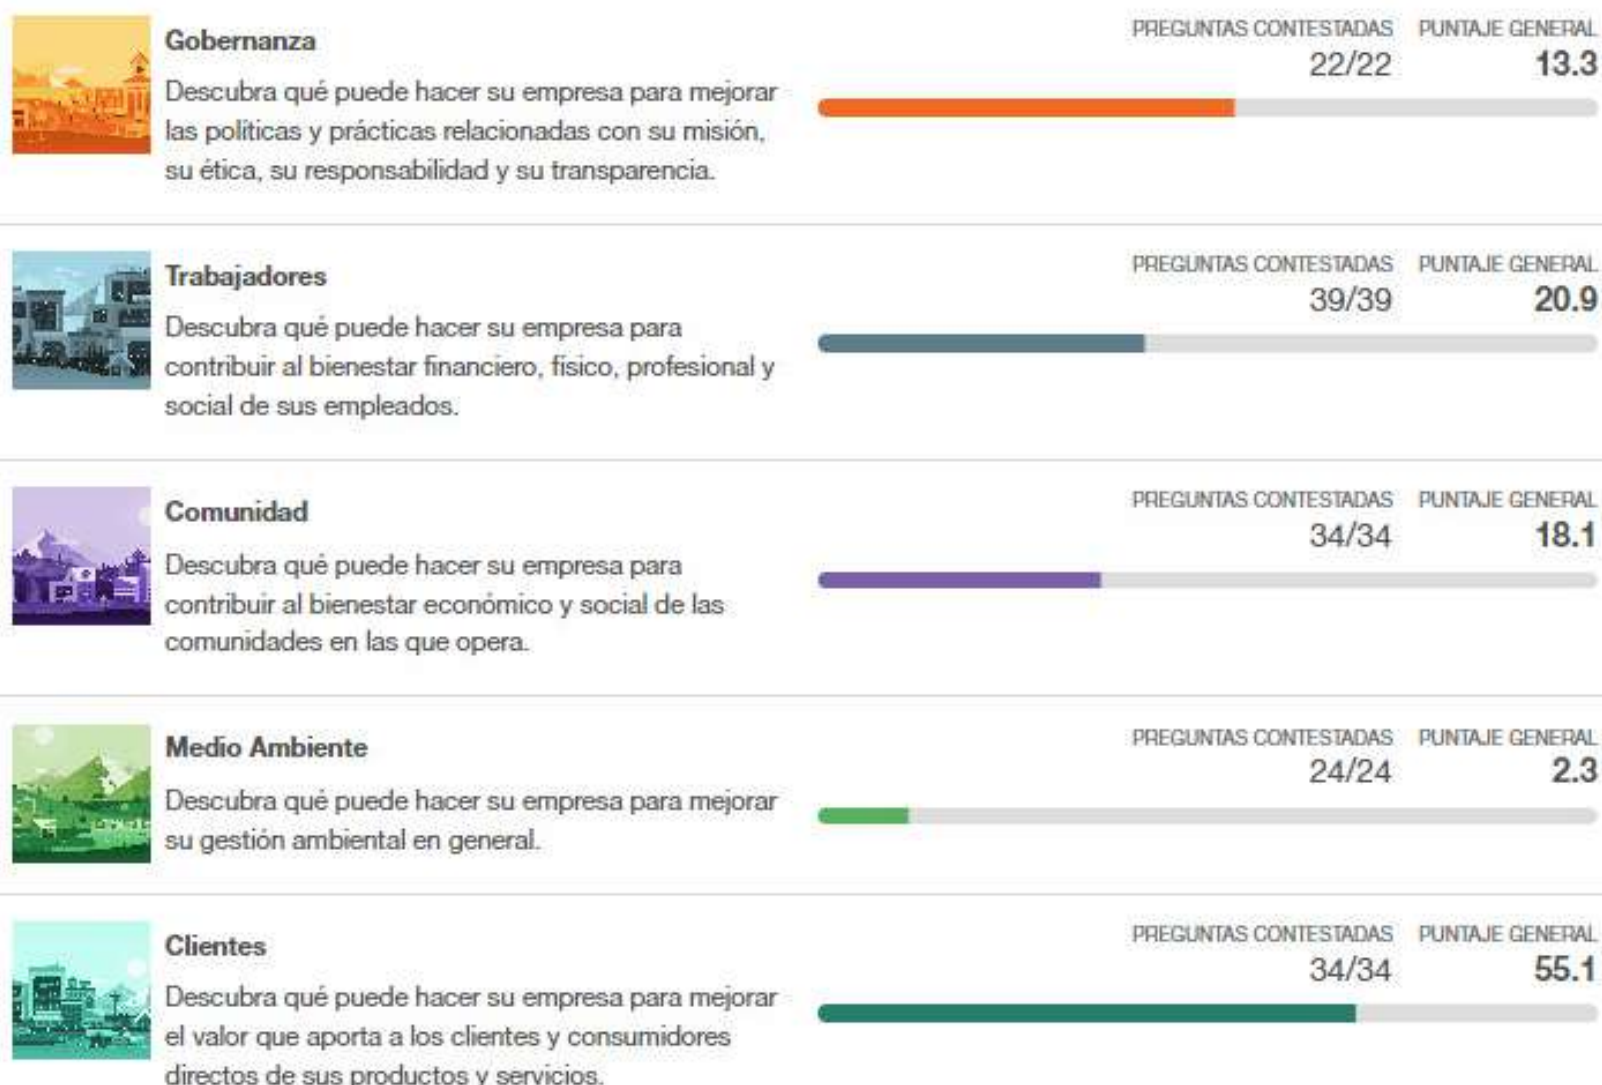 Gobernanza
Descubra qué puede hacer su empresa para mejorar
las políticas y prácticas relacionadas con su misión,
su ética, su responsabilidad y su transparencia.
PREGUNTAS CONTESTADAS PUNTAJE GENERAL
22/22 13.3
Trabajadores
Descubra qué puede hacer su empresa para
contribuir al bienestar financiero, físico, profesional y
social de sus empleados.
PREGUNTAS CONTESTADAS PUNTAJE GENERAL
39/39 20.9
Comunidad
Descubra qué puede hacer su empresa para
contribuir al bienestar económico y social de las
comunidades en las que opera.
PREGUNTAS CONTESTADAS PUNTAJE GENERAL
34/34 18.1
Medio Ambiente
Descubra qué puede hacer su empresa para mejorar
su gestión ambiental en general.
PREGUNTAS CONTESTADAS PUNTAJE GENERAL
24/24 2.3
Clientes
Descubra qué puede hacer su empresa para mejorar
el valor que aporta a los clientes y consumidores
directos de sus productos y servicios.
PREGUNTAS CONTESTADAS PUNTAJE GENERAL
34/34 55.1